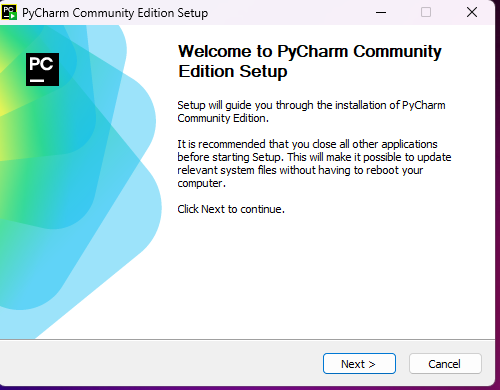 PC PyCharm Community Edition Setup
PC
Welcome to PyCharm Community
Edition Setup
Setup will guide you through the installation of PyCharm
Community Edition.
It is recommended that you close all other applications
before starting Setup. This will make it possible to update
relevant system files without having to reboot your
computer.
Click Next to continue.
Next >
Cancel